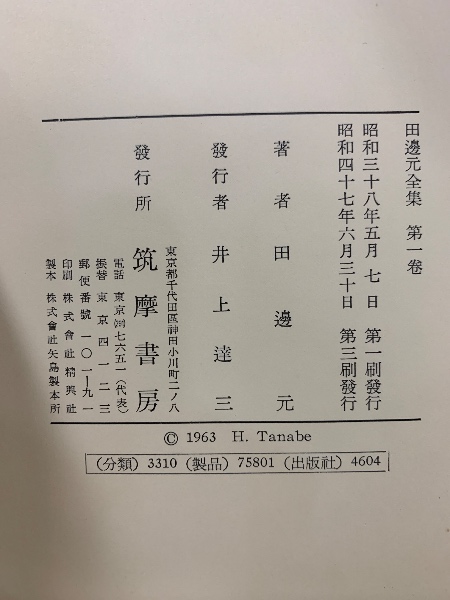 田邊元全集 第一卷
昭和三十八年五月 七 日 第一刷發行
昭和四十七年六月三十日 第三刷發行
著 者 田 邊 元
發行者 井 上 達 三
發行所 筑 摩 書 房
東京都千代田區神田小川町二ノ八
電話 東京㉙七六五一(代表)
振替 東京 四一二三
郵便番號 一〇一-九一
印刷 株式會社精興社
製本 株式會社矢島製本所
© 1963 H. Tanabe
(分類) 3310 (製品) 75801 (出版社) 4604